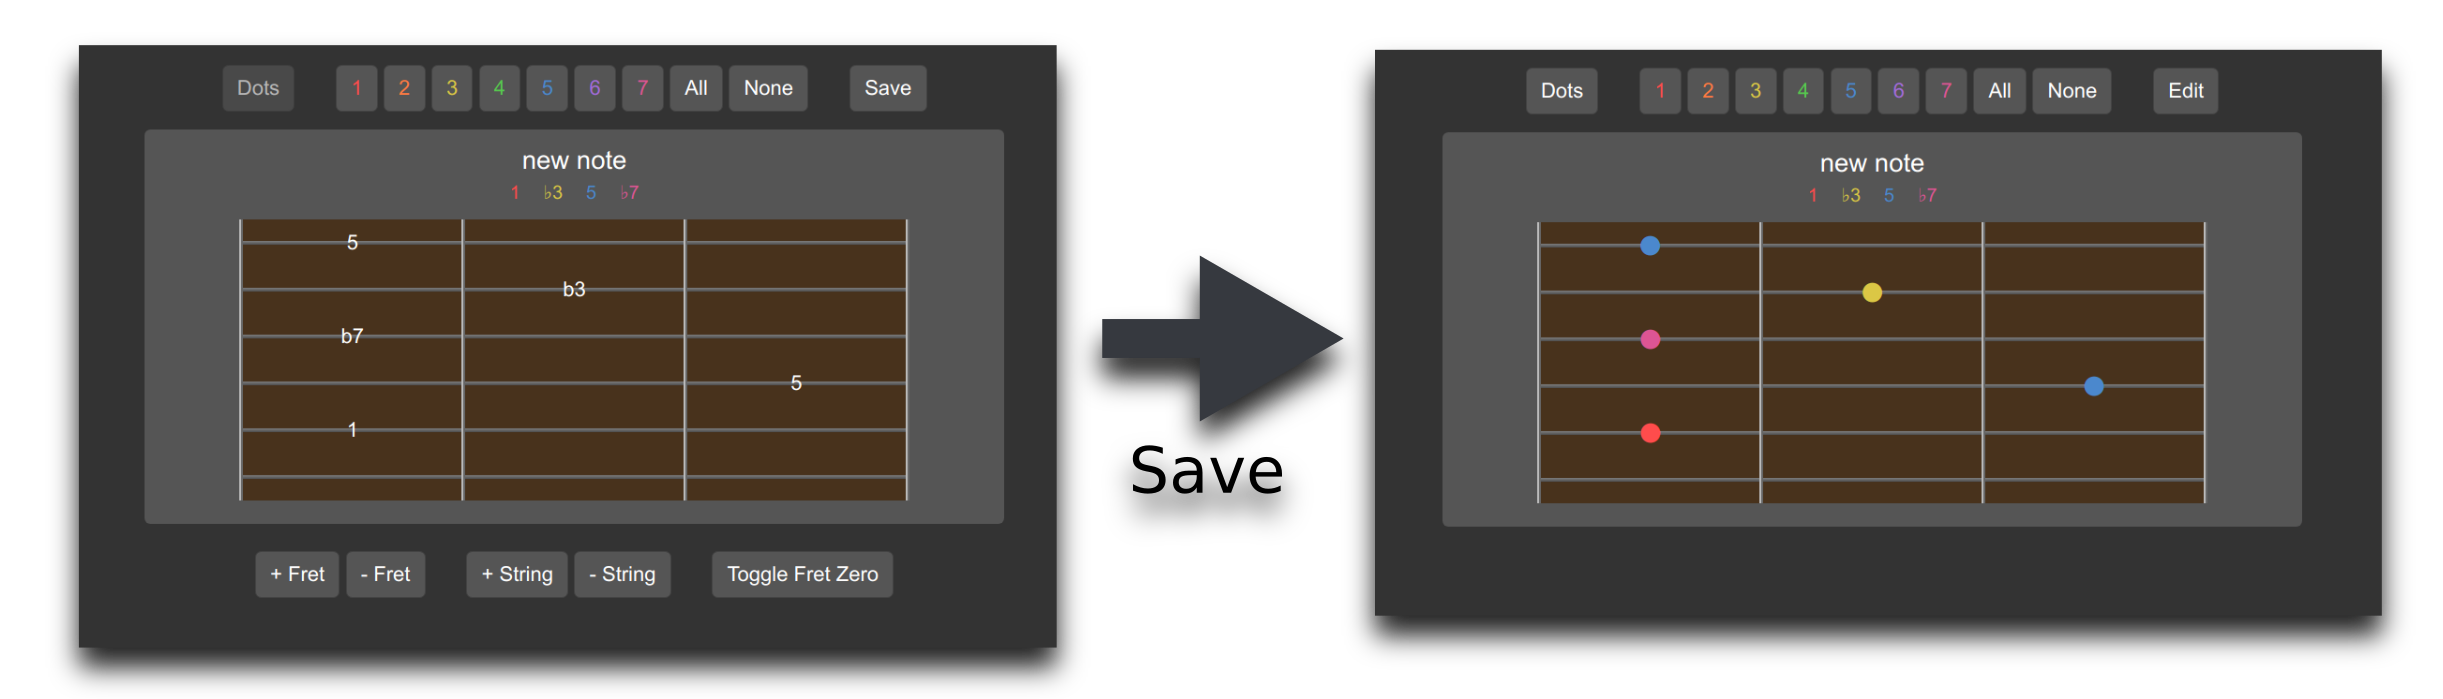 Dots 1 2 3 4 5 6 7 All None Save
new note
1 ♭3 5 ♭7
5
b3
b7
5
1
+ Fret - Fret + String - String Toggle Fret Zero
Save
Dots 1 2 3 4 5 6 7 All None Edit
new note
1 ♭3 5 ♭7